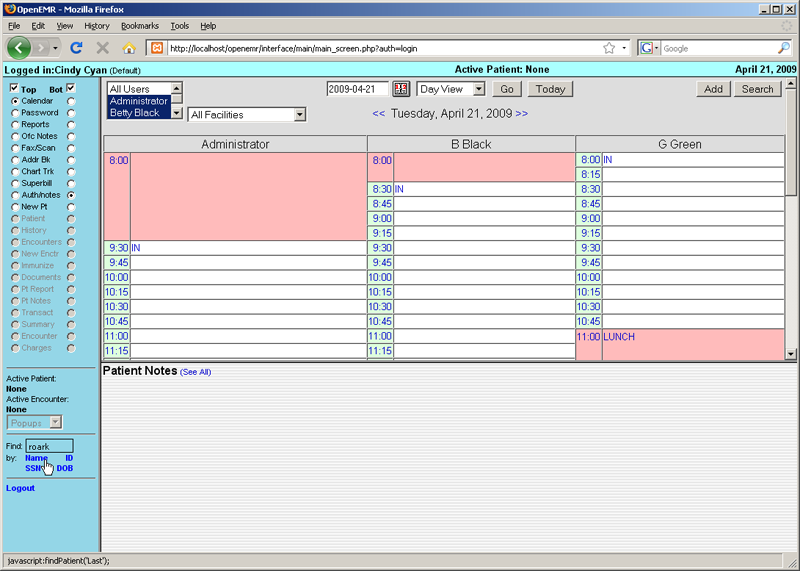 OpenEMR - Mozilla Firefox
File Edit View History Bookmarks Tools Help
http://localhost/openemr/interface/main/main_screen.php?auth=login
Google
Logged in:Cindy Cyan (Default)
Active Patient: None
April 21, 2009
Top Bot
Calendar
Password
Reports
Ofc Notes
Fax/Scan
Addr Bk
Chart Trk
Superbill
Auth/notes
New Pt
Patient
History
Encounters
New Enctr
Immunize
Documents
Pt Report
Pt Notes
Transact
Summary
Encounter
Charges
Active Patient:
None
Active Encounter:
None
Popups
Find: roark
by: Name ID
SSN DOB
Logout
All Users
Administrator
Betty Black
All Facilities
2009-04-21
Day View
Go
Today
Add
Search
<< Tuesday, April 21, 2009 >>
Administrator
8:00
9:30 IN
9:45
10:00
10:15
10:30
10:45
11:00
11:15
B Black
8:00
8:30 IN
8:45
9:00
9:15
9:30
9:45
10:00
10:15
10:30
10:45
11:00
11:15
G Green
8:00 IN
8:15
8:30
8:45
9:00
9:15
9:30
9:45
10:00
10:15
10:30
10:45
11:00 LUNCH
Patient Notes (See All)
javascript:findPatient('Last');